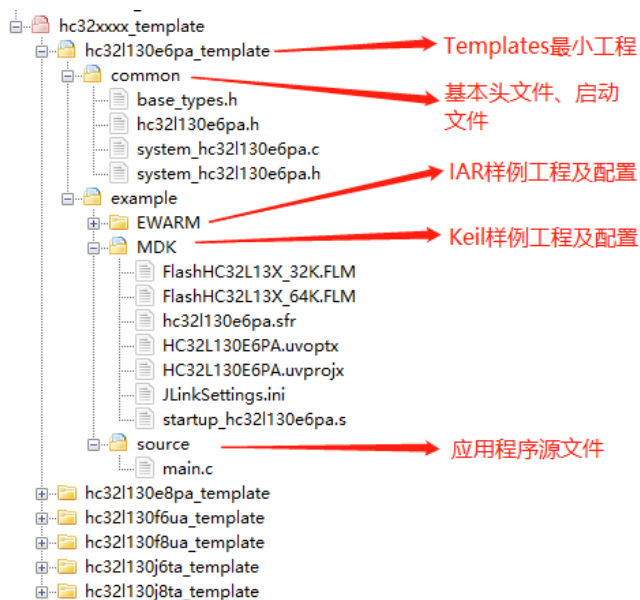 hc32xxxx_template
hc32l130e6pa_template
Templates最小工程
common
基本头文件、启动
文件
base_types.h
hc32l130e6pa.h
system_hc32l130e6pa.c
system_hc32l130e6pa.h
IAR样例工程及配置
example
EWARM
Keil样例工程及配置
MDK
FlashHC32L13X_32K.FLM
FlashHC32L13X_64K.FLM
hc32l130e6pa.sfr
HC32L130E6PA.uvoptx
HC32L130E6PA.uvprojx
JLinkSettings.ini
startup_hc32l130e6pa.s
source
应用程序源文件
main.c
hc32l130e8pa_template
hc32l130f6ua_template
hc32l130f8ua_template
hc32l130j6ta_template
hc32l130j8ta_template